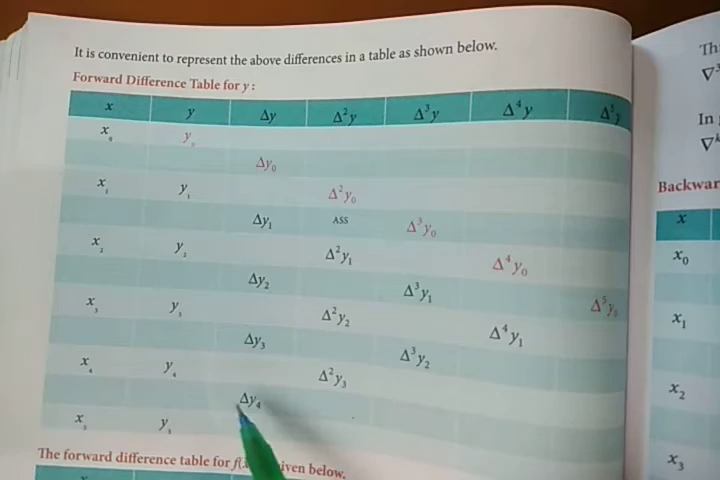 It is convenient to represent the above differences in a table as shown below.
Forward Difference Table for y :
x y Δy Δ²y Δ³y Δ⁴y Δ⁵y
x₀ y₀
Δy₀
x₁ y₁ Δ²y₀
Δy₁ ASS Δ³y₀
x₂ y₂ Δ²y₁ Δ⁴y₀
Δy₂ Δ³y₁ Δ⁵y₀
x₃ y₃ Δ²y₂ Δ⁴y₁
Δy₃ Δ³y₂
x₄ y₄ Δ²y₃
Δy₄
x₅ y₅
The forward difference table for below.
x
Th
∇³
In
∇ᵏ
Backwar
x
x₀
x₁
x₂
x₃